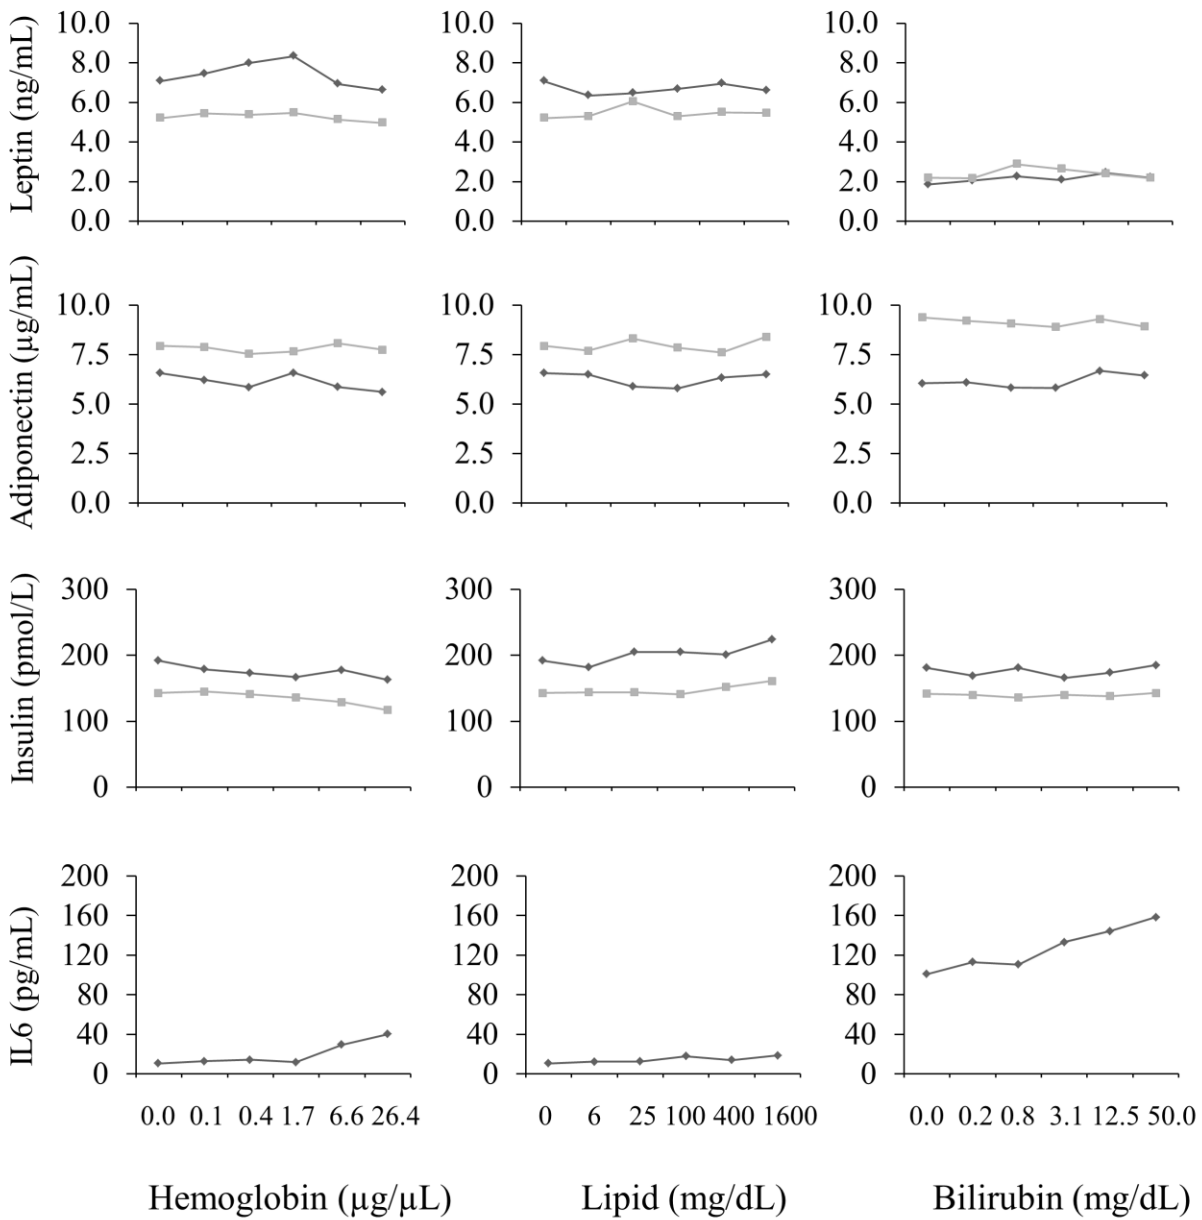 Leptin (ng/mL)
10.0 10.0 10.0
8.0 8.0 8.0
6.0 6.0 6.0
4.0 4.0 4.0
2.0 2.0 2.0
0.0 0.0 0.0
Adiponectin (µg/mL)
10.0 10.0 10.0
7.5 7.5 7.5
5.0 5.0 5.0
2.5 2.5 2.5
0.0 0.0 0.0
Insulin (pmol/L)
300 300 300
200 200 200
100 100 100
0 0 0
IL6 (pg/mL)
200 200 200
160 160 160
120 120 120
80 80 80
40 40 40
0 0 0
0.0 0.1 0.4 1.7 6.6 26.4 0 6 25 100 400 1600 0.0 0.2 0.8 3.1 12.5 50.0
Hemoglobin (µg/µL) Lipid (mg/dL) Bilirubin (mg/dL)